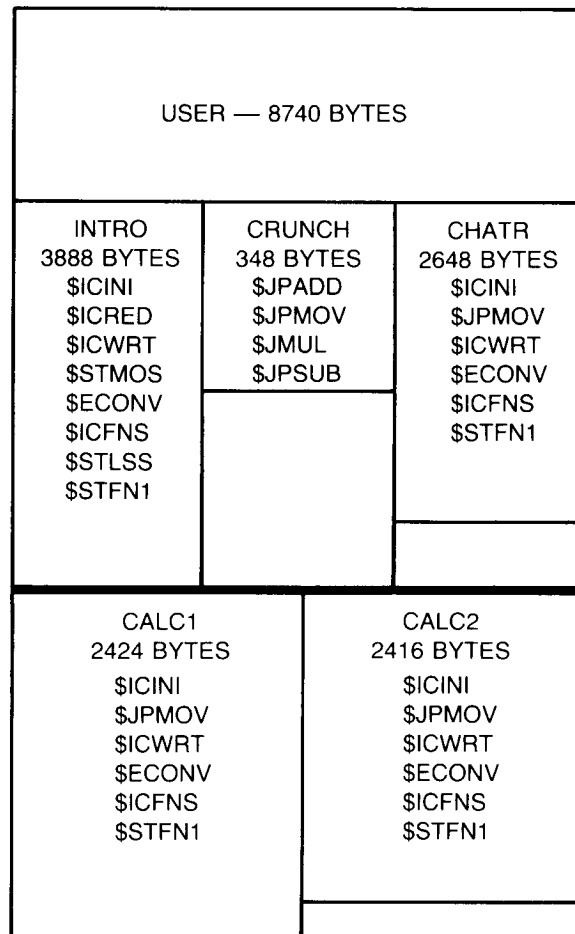 USER — 8740 BYTES
INTRO
3888 BYTES
$ICINI
$ICRED
$ICWRT
$STMOS
$ECONV
$ICFNS
$STLSS
$STFN1
CRUNCH
348 BYTES
$JPADD
$JPMOV
$JMUL
$JPSUB
CHATR
2648 BYTES
$ICINI
$JPMOV
$ICWRT
$ECONV
$ICFNS
$STFN1
CALC1
2424 BYTES
$ICINI
$JPMOV
$ICWRT
$ECONV
$ICFNS
$STFN1
CALC2
2416 BYTES
$ICINI
$JPMOV
$ICWRT
$ECONV
$ICFNS
$STFN1